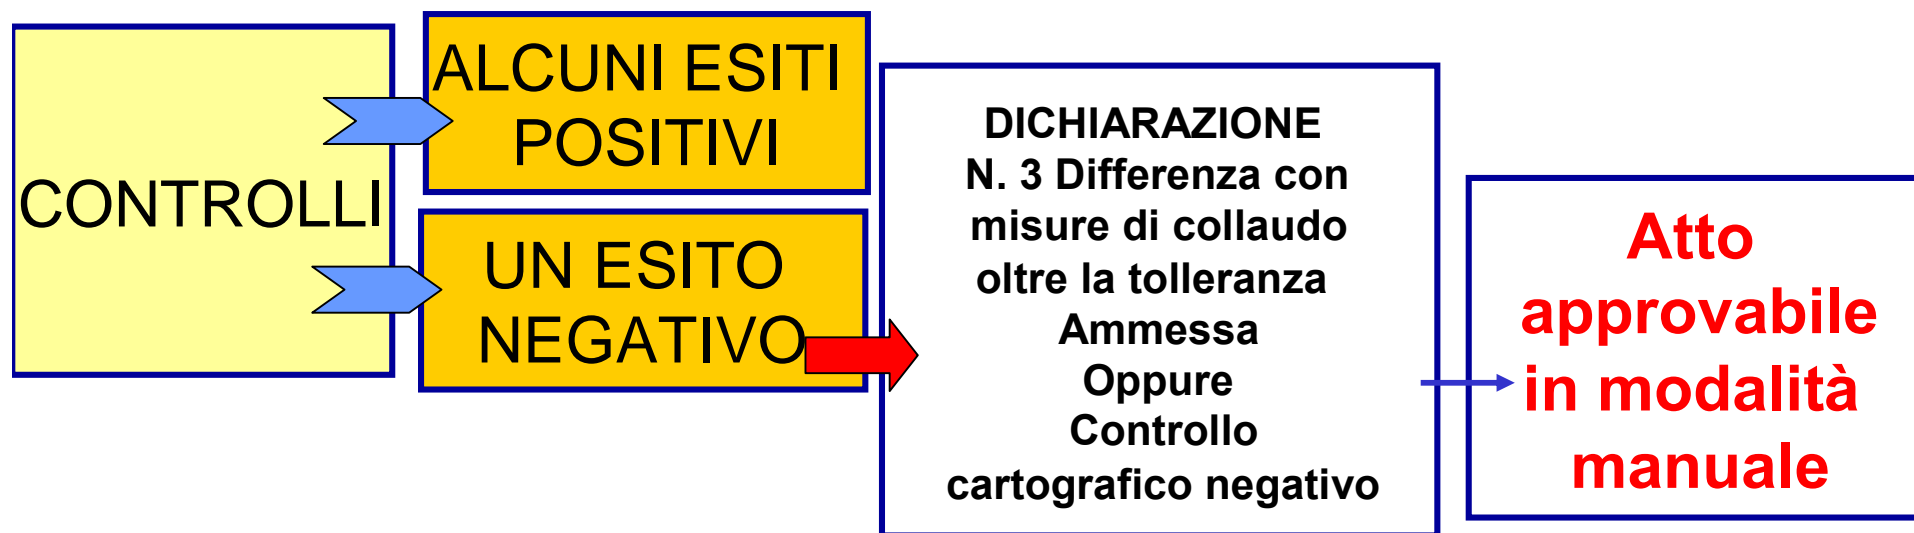 CONTROLLI
ALCUNI ESITI
POSITIVI
UN ESITO
NEGATIVO
DICHIARAZIONE
N. 3 Differenza con
misure di collaudo
oltre la tolleranza
Ammessa
Oppure
Controllo
cartografico negativo
Atto
approvabile
in modalità
manuale